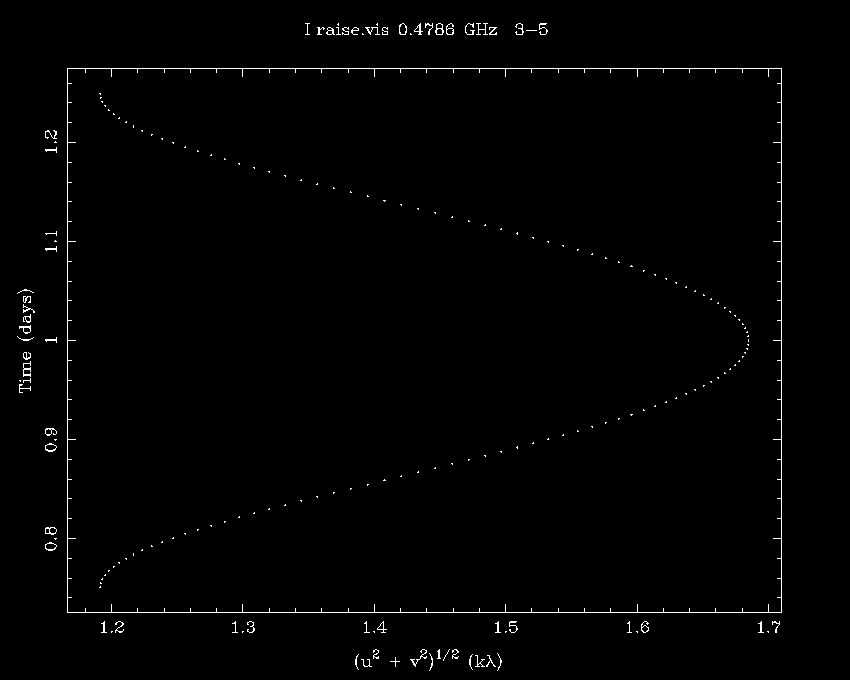 I raise.vis 0.4786 GHz 3-5
1.2
1.1
1
0.9
0.8
Time (days)
1.2 1.3 1.4 1.5 1.6 1.7
(u² + v²)^1/2 (kλ)